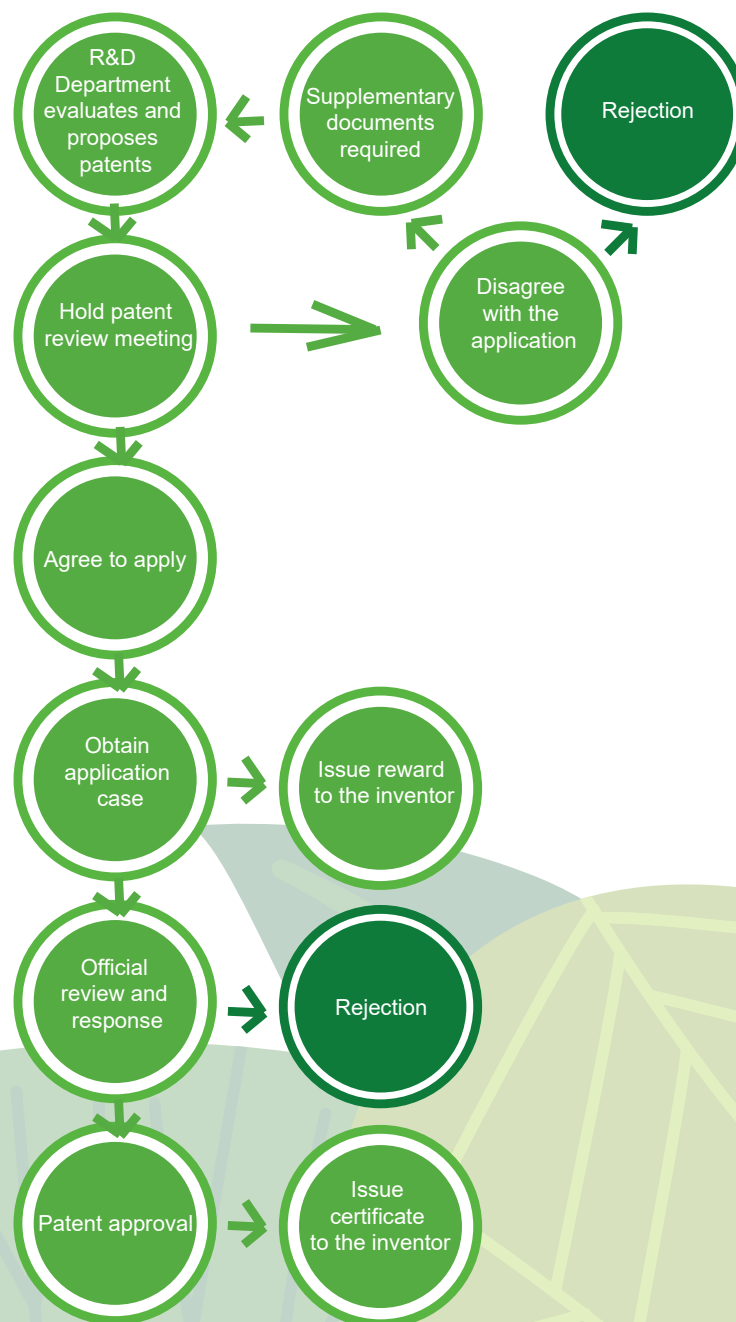 R&D
Department
evaluates and
proposes
patents
Supplementary
documents
required
Rejection
Hold patent
review meeting
Disagree
with the
application
Agree to apply
Obtain
application
case
Issue reward
to the inventor
Official
review and
response
Rejection
Patent approval
Issue
certificate
to the inventor